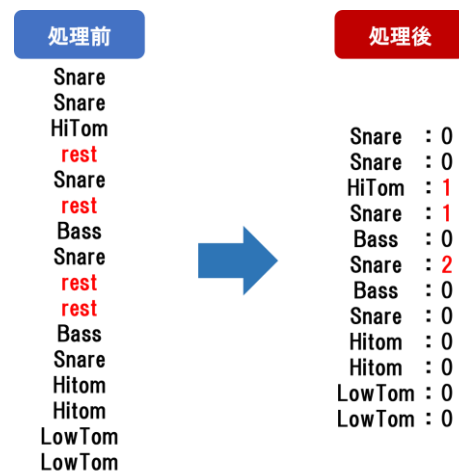 処理前
Snare
Snare
HiTom
rest
Snare
rest
Bass
Snare
rest
rest
Bass
Snare
Hitom
Hitom
LowTom
LowTom
処理後
Snare : 0
Snare : 0
HiTom : 1
Snare : 1
Bass : 0
Snare : 2
Bass : 0
Snare : 0
Hitom : 0
Hitom : 0
LowTom : 0
LowTom : 0